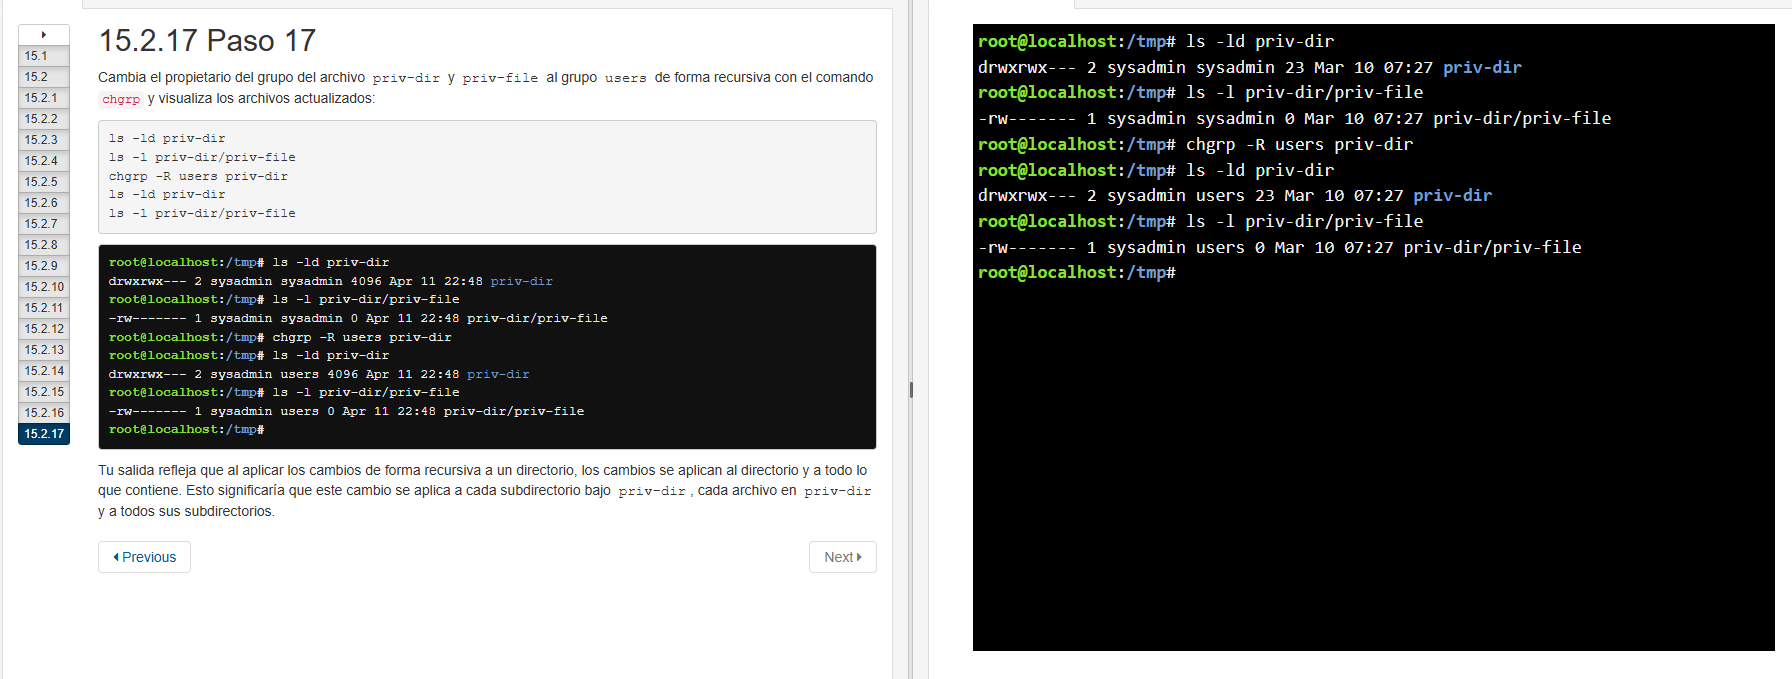 15.1
15.2
15.2.1
15.2.2
15.2.3
15.2.4
15.2.5
15.2.6
15.2.7
15.2.8
15.2.9
15.2.10
15.2.11
15.2.12
15.2.13
15.2.14
15.2.15
15.2.16
15.2.17
15.2.17 Paso 17
Cambia el propietario del grupo del archivo priv-dir y priv-file al grupo users de forma recursiva con el comando
chgrp y visualiza los archivos actualizados:
ls -ld priv-dir
ls -l priv-dir/priv-file
chgrp -R users priv-dir
ls -ld priv-dir
ls -l priv-dir/priv-file
root@localhost:/tmp# ls -ld priv-dir
drwxrwx--- 2 sysadmin sysadmin 4096 Apr 11 22:48 priv-dir
root@localhost:/tmp# ls -l priv-dir/priv-file
-rw------- 1 sysadmin sysadmin 0 Apr 11 22:48 priv-dir/priv-file
root@localhost:/tmp# chgrp -R users priv-dir
root@localhost:/tmp# ls -ld priv-dir
drwxrwx--- 2 sysadmin users 4096 Apr 11 22:48 priv-dir
root@localhost:/tmp# ls -l priv-dir/priv-file
-rw------- 1 sysadmin users 0 Apr 11 22:48 priv-dir/priv-file
root@localhost:/tmp#
Tu salida refleja que al aplicar los cambios de forma recursiva a un directorio, los cambios se aplican al directorio y a todo lo
que contiene. Esto significaría que este cambio se aplica a cada subdirectorio bajo priv-dir, cada archivo en priv-dir
y a todos sus subdirectorios.
Previous
Next
root@localhost:/tmp# ls -ld priv-dir
drwxrwx--- 2 sysadmin sysadmin 23 Mar 10 07:27 priv-dir
root@localhost:/tmp# ls -l priv-dir/priv-file
-rw------- 1 sysadmin sysadmin 0 Mar 10 07:27 priv-dir/priv-file
root@localhost:/tmp# chgrp -R users priv-dir
root@localhost:/tmp# ls -ld priv-dir
drwxrwx--- 2 sysadmin users 23 Mar 10 07:27 priv-dir
root@localhost:/tmp# ls -l priv-dir/priv-file
-rw------- 1 sysadmin users 0 Mar 10 07:27 priv-dir/priv-file
root@localhost:/tmp#